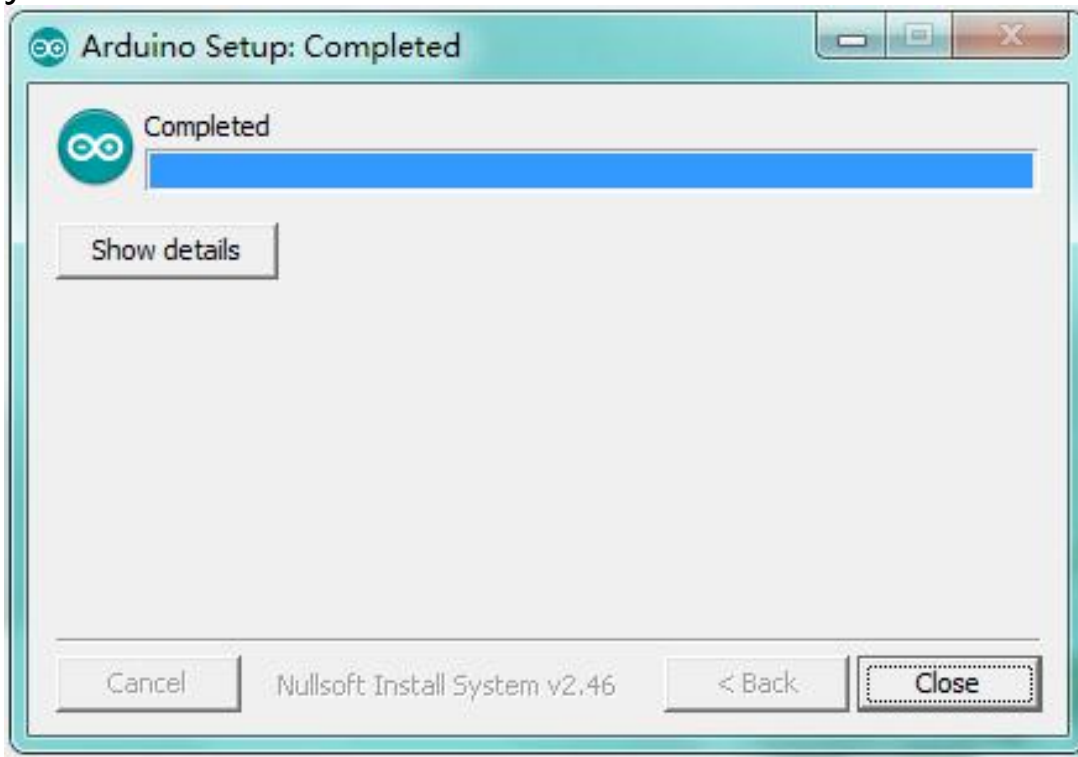 Arduino Setup: Completed
Completed
Show details
Cancel
Nullsoft Install System v2.46
< Back
Close